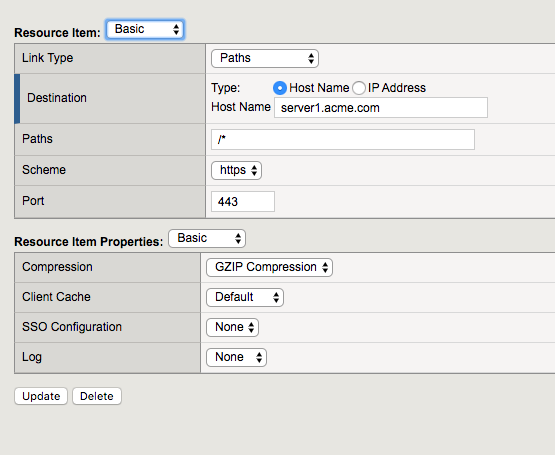 Resource Item: Basic
Link Type Paths
Destination Type: Host Name IP Address
Host Name server1.acme.com
Paths /*
Scheme https
Port 443
Resource Item Properties: Basic
Compression GZIP Compression
Client Cache Default
SSO Configuration None
Log None
Update Delete